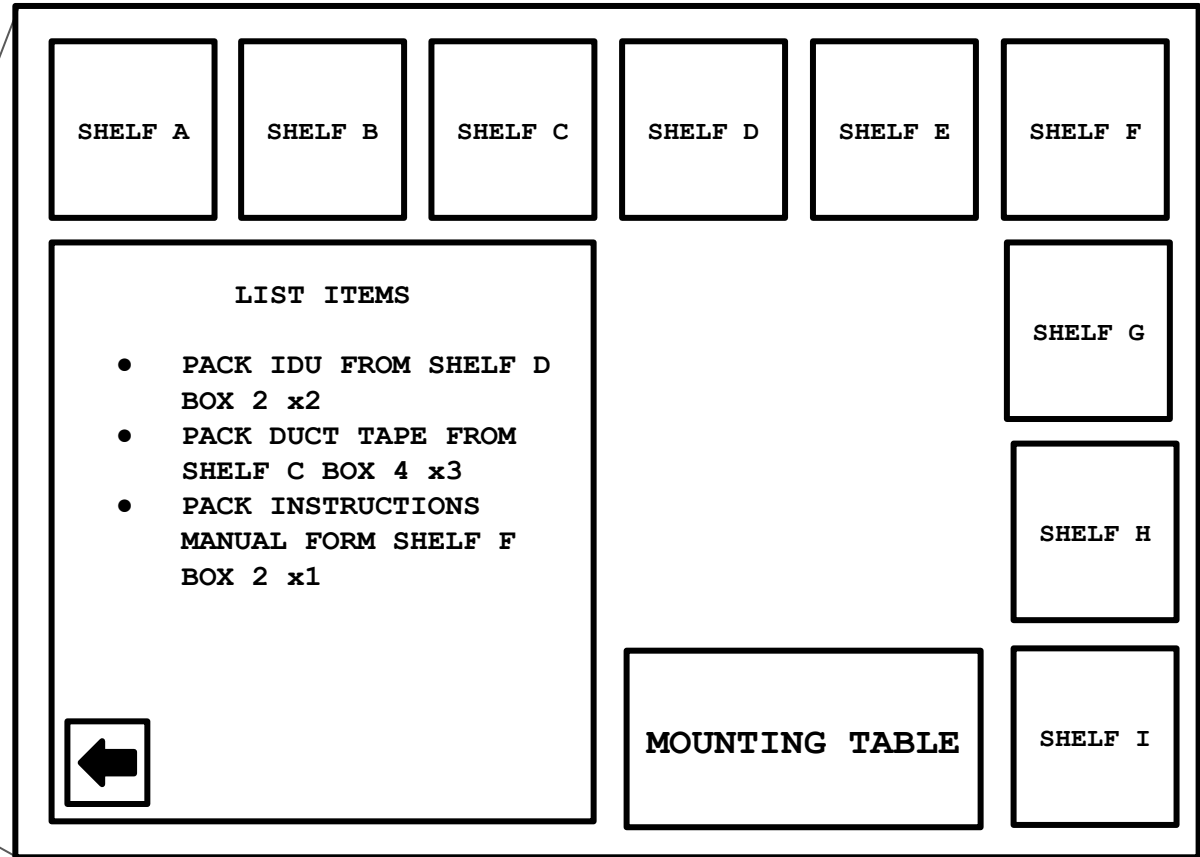 SHELF A
SHELF B
SHELF C
SHELF D
SHELF E
SHELF F
LIST ITEMS
● PACK IDU FROM SHELF D
BOX 2 x2
● PACK DUCT TAPE FROM
SHELF C BOX 4 x3
● PACK INSTRUCTIONS
MANUAL FORM SHELF F
BOX 2 x1
SHELF G
SHELF H
MOUNTING TABLE
SHELF I